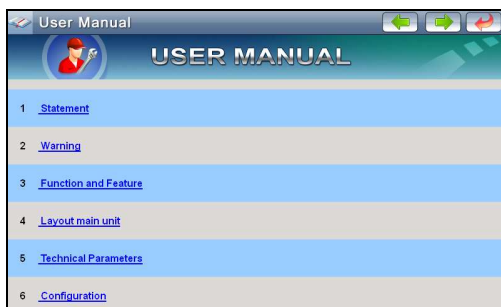 User Manual
USER MANUAL
1 Statement
2 Warning
3 Function and Feature
4 Layout main unit
5 Technical Parameters
6 Configuration